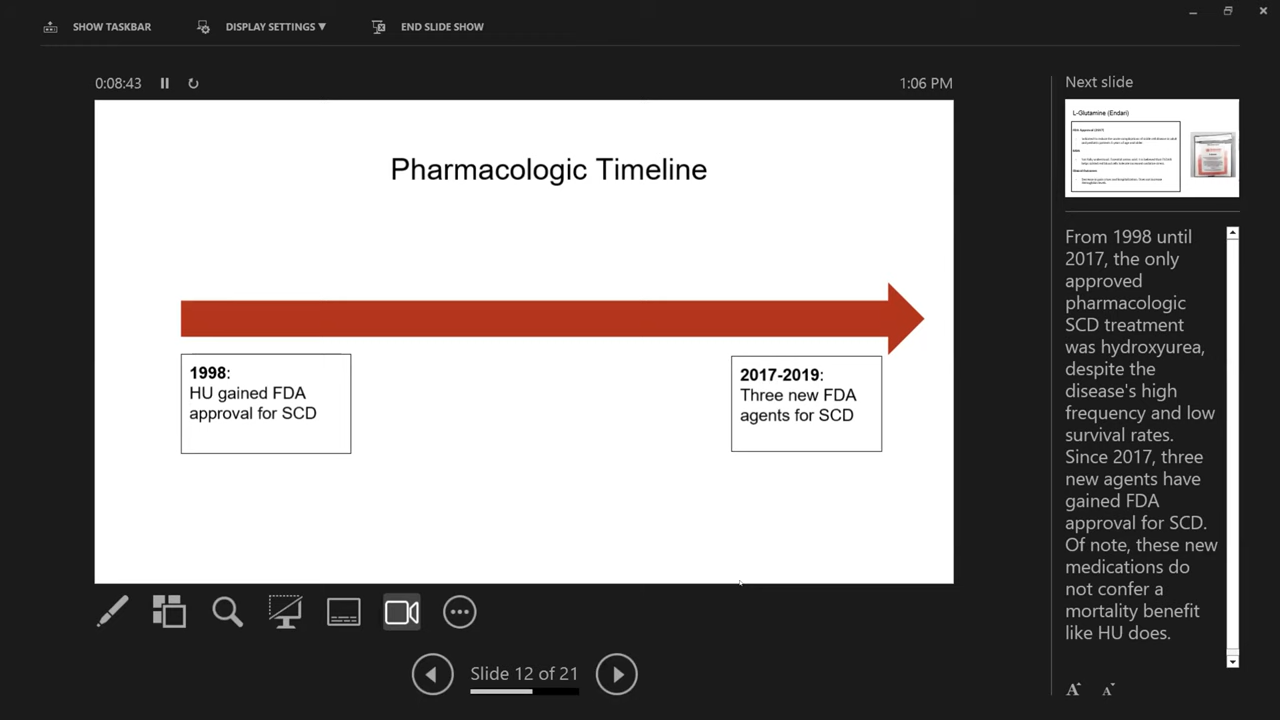 SHOW TASKBAR
DISPLAY SETTINGS ▼
END SLIDE SHOW
0:08:43
1:06 PM
Pharmacologic Timeline
1998:
HU gained FDA
approval for SCD
2017-2019:
Three new FDA
agents for SCD
Slide 12 of 21
Next slide
L-Glutamine (Endari)
From 1998 until
2017, the only
approved
pharmacologic
SCD treatment
was hydroxyurea,
despite the
disease's high
frequency and low
survival rates.
Since 2017, three
new agents have
gained FDA
approval for SCD.
Of note, these new
medications do
not confer a
mortality benefit
like HU does.
A A